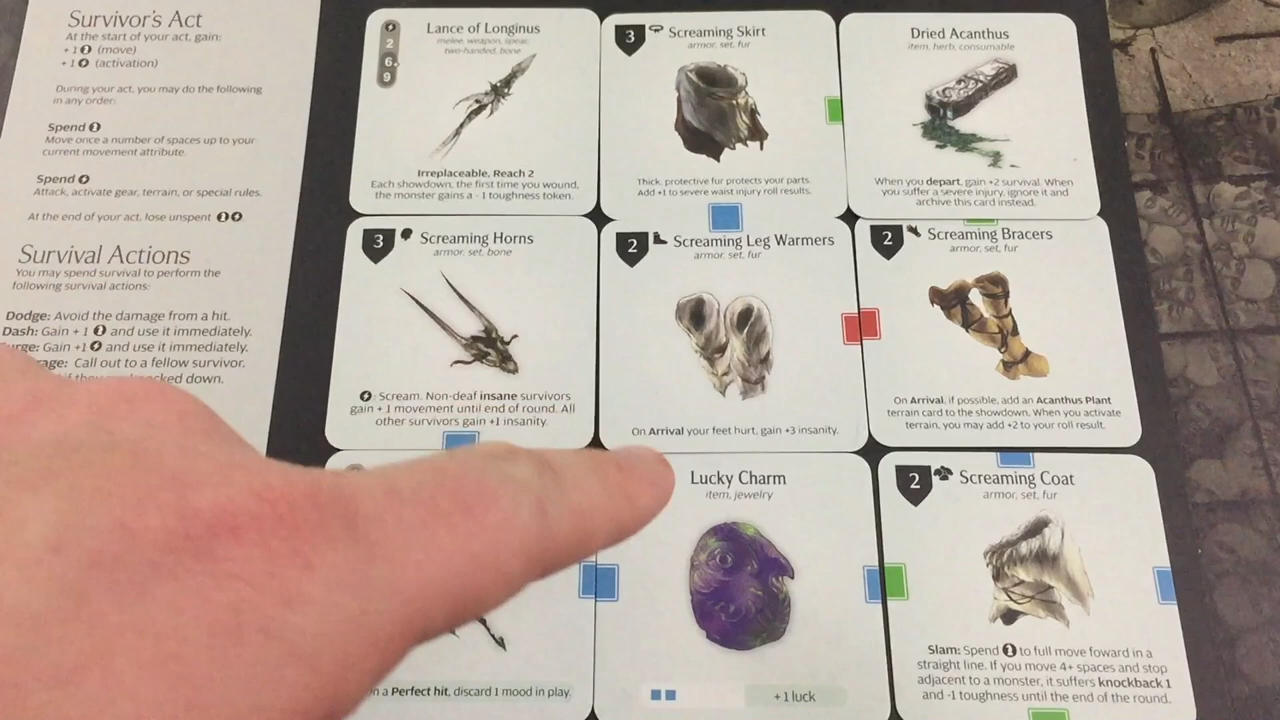 Survivor's Act
At the start of your act, gain:
+1 (move)
+1 (activation)
During your act, you may do the following
in any order:
Spend
Move once a number of spaces up to your
current movement attribute.
Spend
Attack, activate gear, terrain, or special rules.
At the end of your act, lose unspent
Survival Actions
You may spend survival to perform the
following survival actions:
Dodge: Avoid the damage from a hit.
Dash: Gain +1 and use it immediately.
urge: Gain +1 and use it immediately.
age: Call out to a fellow survivor.
2
6
9
Lance of Longinus
melee, weapon, spear,
two-handed, bone
Irreplaceable, Reach 2
Each showdown, the first time you wound,
the monster gains a -1 toughness token.
3
Screaming Skirt
armor, set, fur
Thick, protective fur protects your parts.
Add +1 to severe waist injury roll results.
Dried Acanthus
item, herb, consumable
When you depart, gain +2 survival. When
you suffer a severe injury, ignore it and
archive this card instead.
3
Screaming Horns
armor, set, bone
: Scream. Non-deaf insane survivors
gain +1 movement until end of round. All
other survivors gain +1 insanity.
2
Screaming Leg Warmers
armor, set, fur
On Arrival your feet hurt, gain +3 insanity.
2
Screaming Bracers
armor, set, fur
On Arrival, if possible, add an Acanthus Plant
terrain card to the showdown. When you activate
terrain, you may add +2 to your roll result.
a Perfect hit, discard 1 mood in play.
Lucky Charm
item, jewelry
+1 luck
2
Screaming Coat
armor, set, fur
Slam: Spend to full move foward in a
straight line. If you move 4+ spaces and stop
adjacent to a monster, it suffers knockback 1
and -1 toughness until the end of the round.